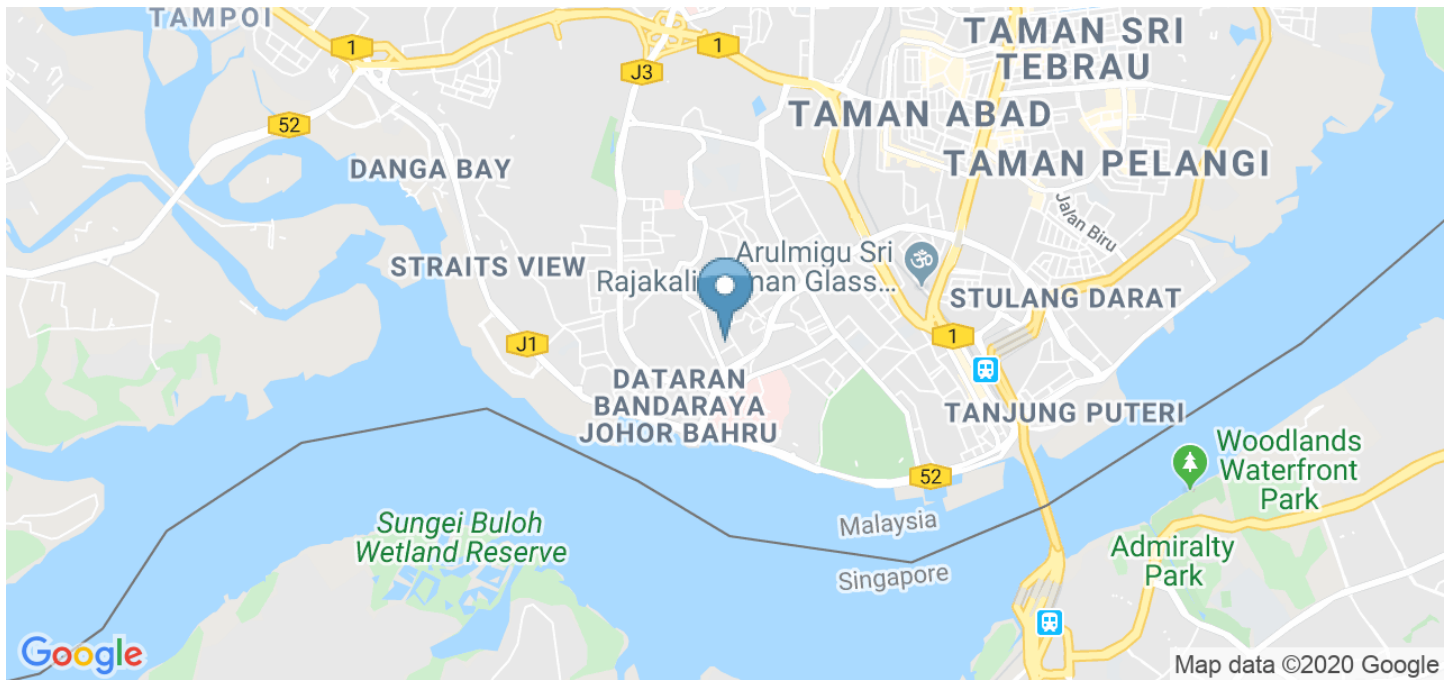 TAMPOI
1
J3
1
TAMAN SRI
TEBRAU
52
TAMAN ABAD
DANGA BAY
TAMAN PELANGI
Jalan Biru
STRAITS VIEW
Arulmigu Sri
Glass...
STULANG DARAT
J1
1
DATARAN
BANDARAYA
JOHOR BAHRU
TANJUNG PUTERI
52
Woodlands
Waterfront
Park
Sungei Buloh
Wetland Reserve
Malaysia
Singapore
Admiralty
Park
Google
Map data ©2020 Google